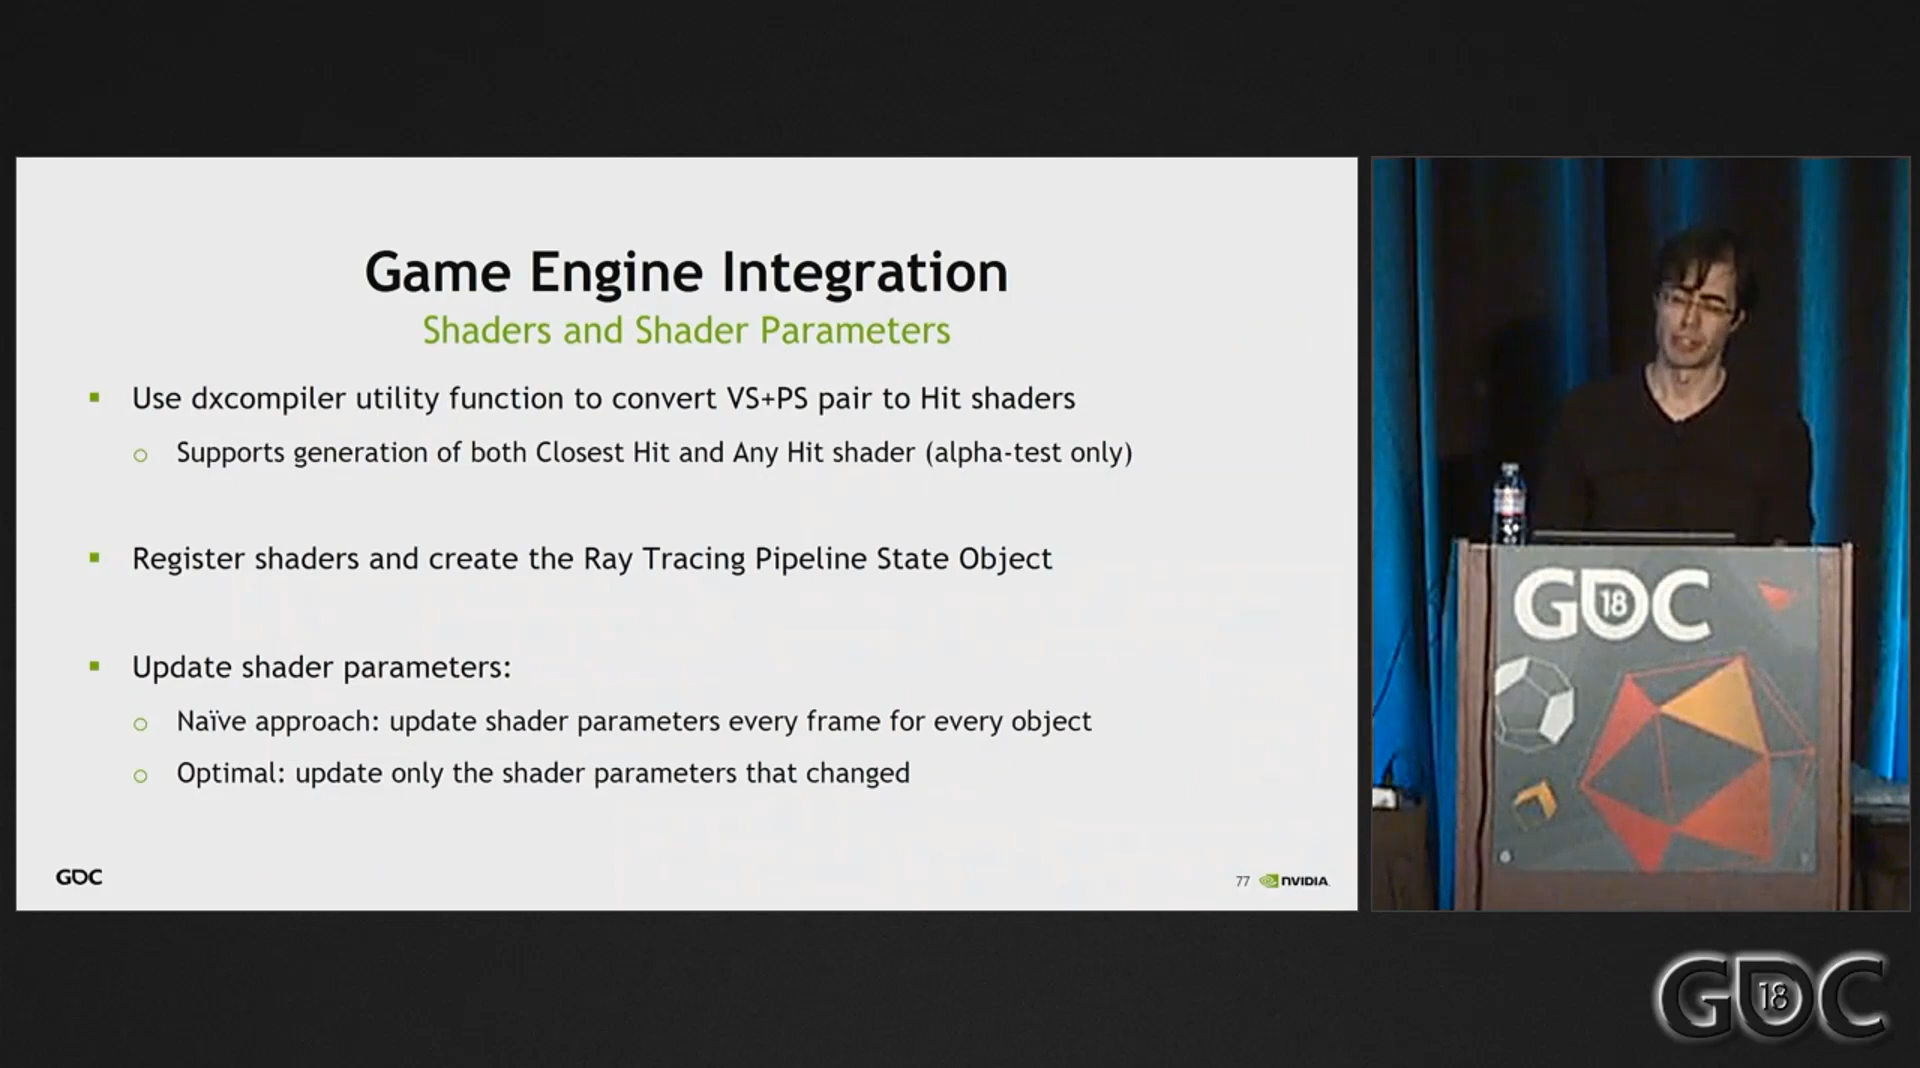 Game Engine Integration
Shaders and Shader Parameters
Use dxcompiler utility function to convert VS+PS pair to Hit shaders
Supports generation of both Closest Hit and Any Hit shader (alpha-test only)
Register shaders and create the Ray Tracing Pipeline State Object
Update shader parameters:
Naïve approach: update shader parameters every frame for every object
Optimal: update only the shader parameters that changed
GDC
77 NVIDIA
GDC 18
GDC 18